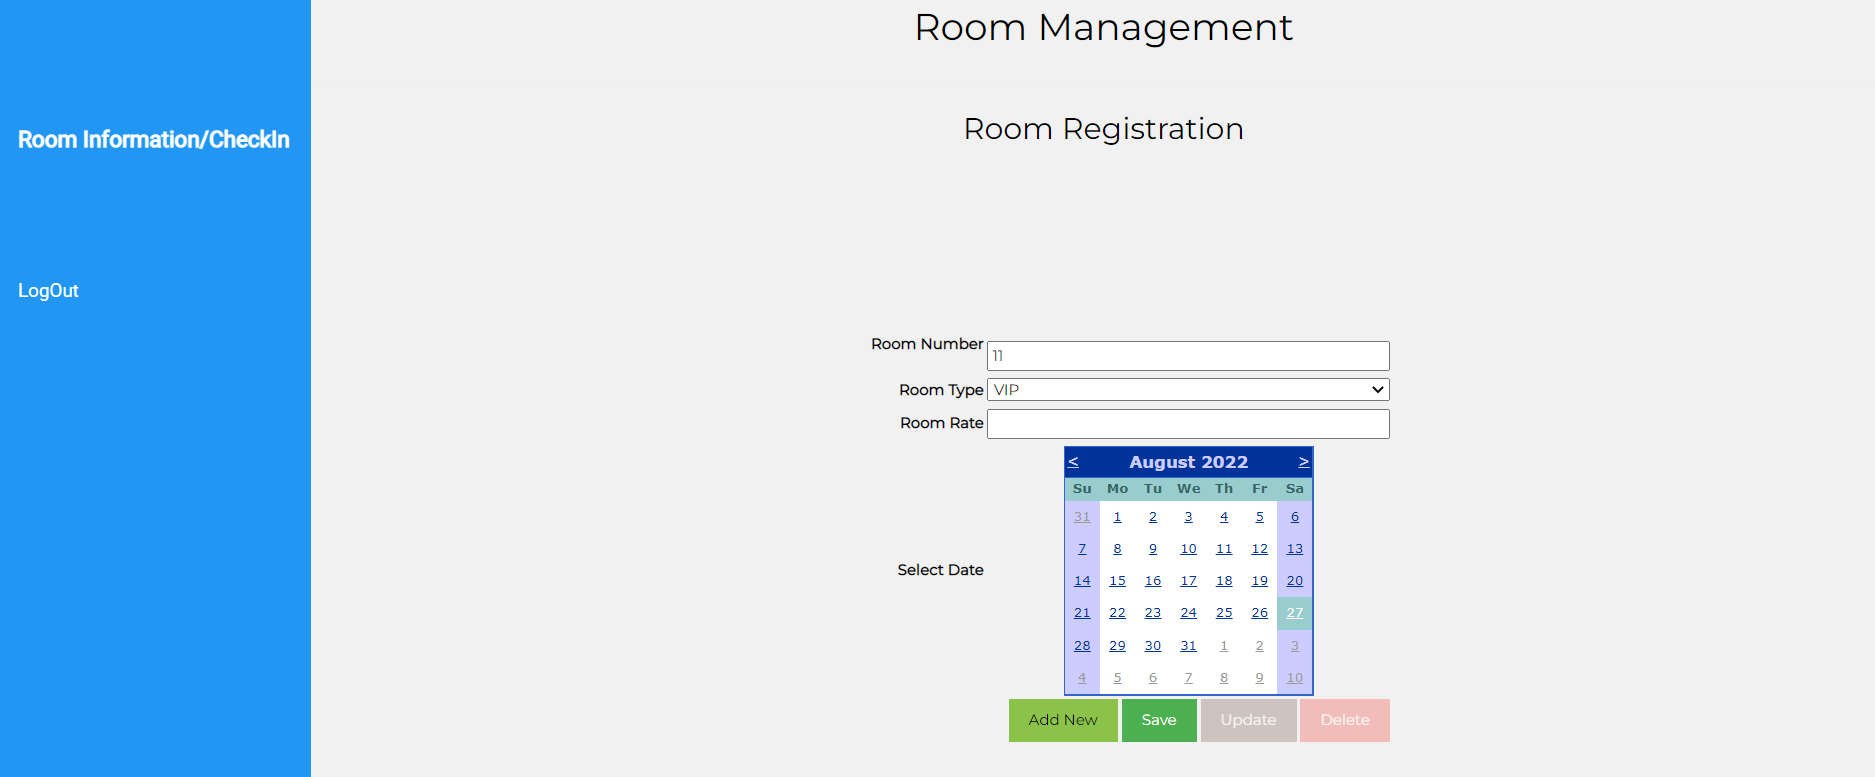 Room Management
Room Information/CheckIn
LogOut
Room Registration
Room Number 11
Room Type VIP
Room Rate
Select Date
< August 2022 >
Su Mo Tu We Th Fr Sa
31 1 2 3 4 5 6
7 8 9 10 11 12 13
14 15 16 17 18 19 20
21 22 23 24 25 26 27
28 29 30 31 1 2 3
4 5 6 7 8 9 10
Add New Save Update Delete